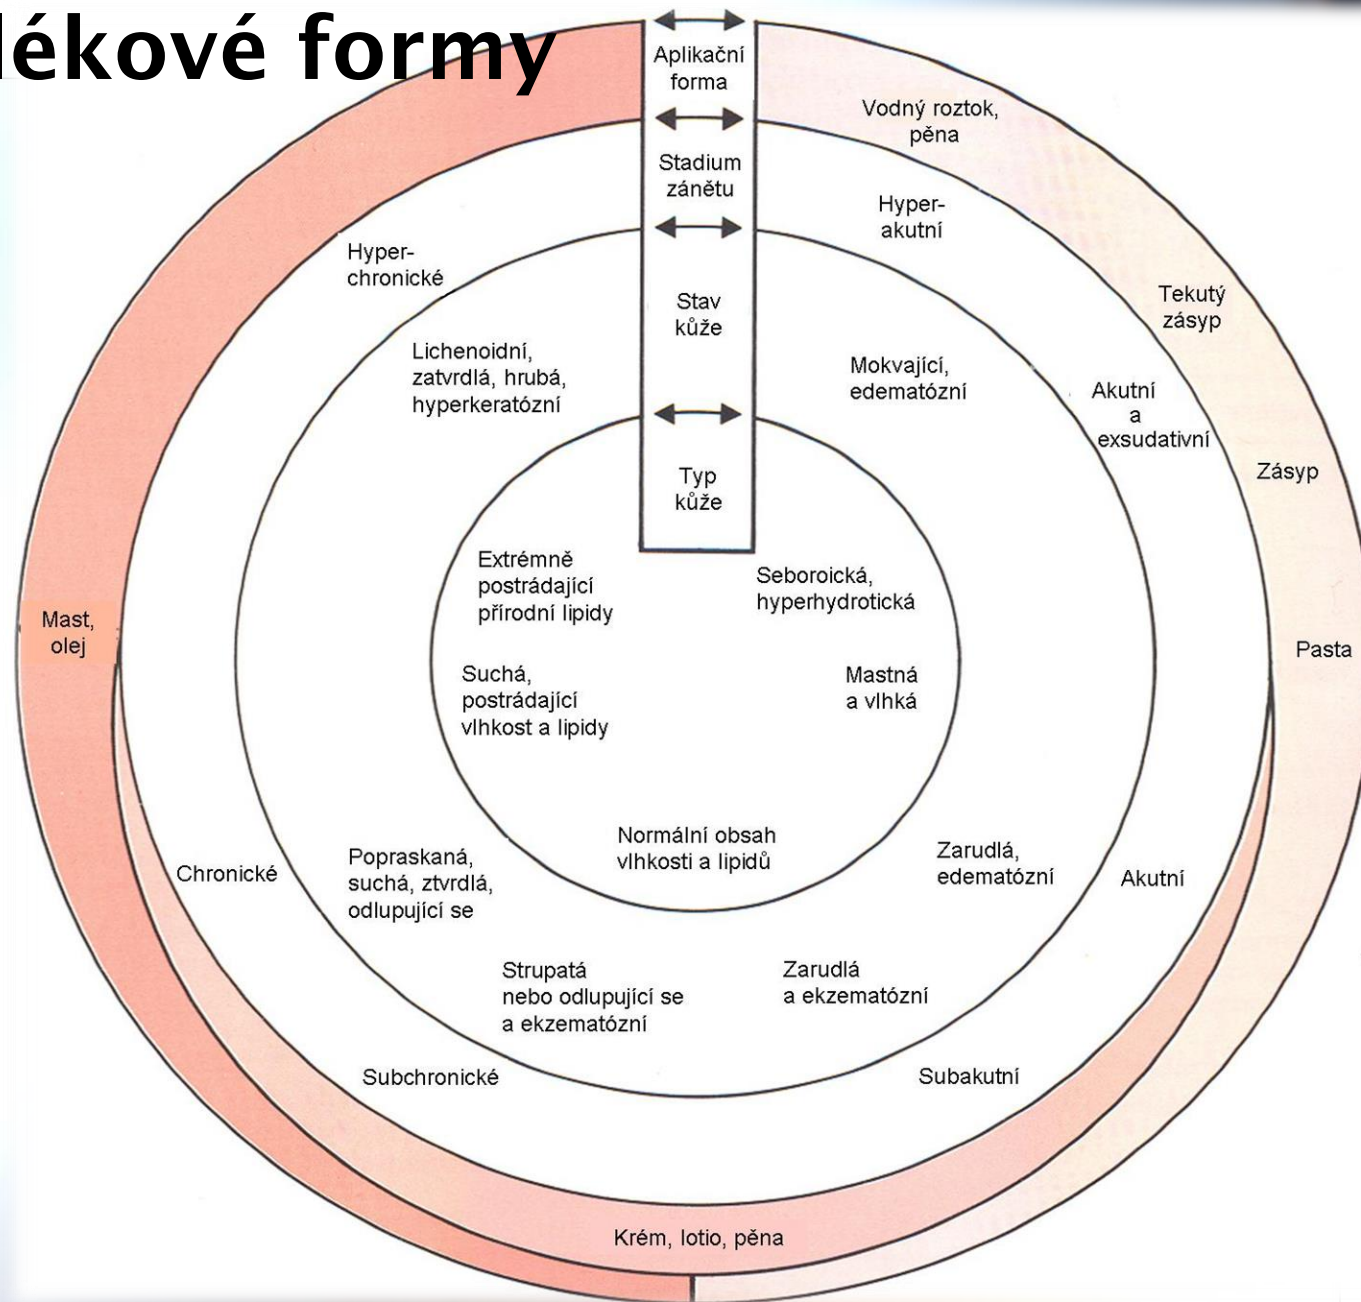 lékové formy
Aplikační
forma
Stadium
zánětu
Stav
kůže
Typ
kůže
Vodný roztok,
pěna
Tekutý
zásyp
Zásyp
Pasta
Krém, lotio, pěna
Mast,
olej
Hyper-
akutní
Akutní
a
exsudativní
Akutní
Subakutní
Subchronické
Chronické
Hyper-
chronické
Mokvající,
edematózní
Zarudlá,
edematózní
Zarudlá
a ekzematózní
Strupatá
nebo odlupující se
a ekzematózní
Popraskaná,
suchá, ztvrdlá,
odlupující se
Lichenoidní,
zatvrdlá, hrubá,
hyperkeratózní
Seboroická,
hyperhydrotická
Mastná
a vlhká
Normální obsah
vlhkosti a lipidů
Suchá,
postrádající
vlhkost a lipidy
Extrémně
postrádající
přírodní lipidy